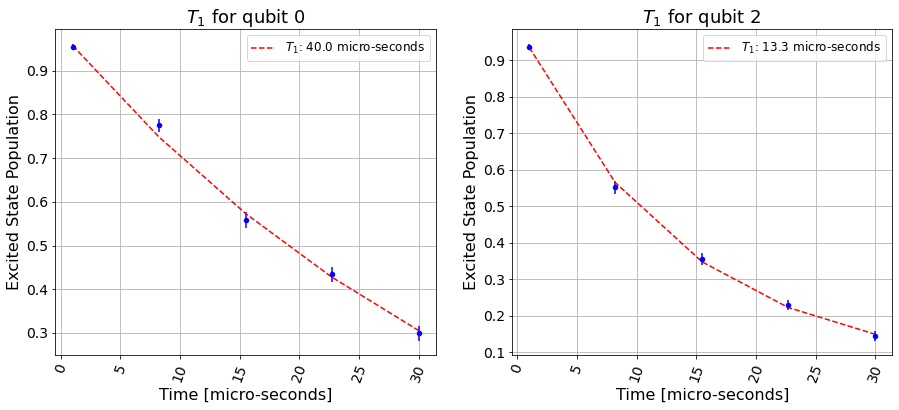 T₁ for qubit 0
T₁: 40.0 micro-seconds
Excited State Population
0.9
0.8
0.7
0.6
0.5
0.4
0.3
0 5 10 15 20 25 30
Time [micro-seconds]
T₁ for qubit 2
T₁: 13.3 micro-seconds
Excited State Population
0.9
0.8
0.7
0.6
0.5
0.4
0.3
0.2
0.1
0 5 10 15 20 25 30
Time [micro-seconds]